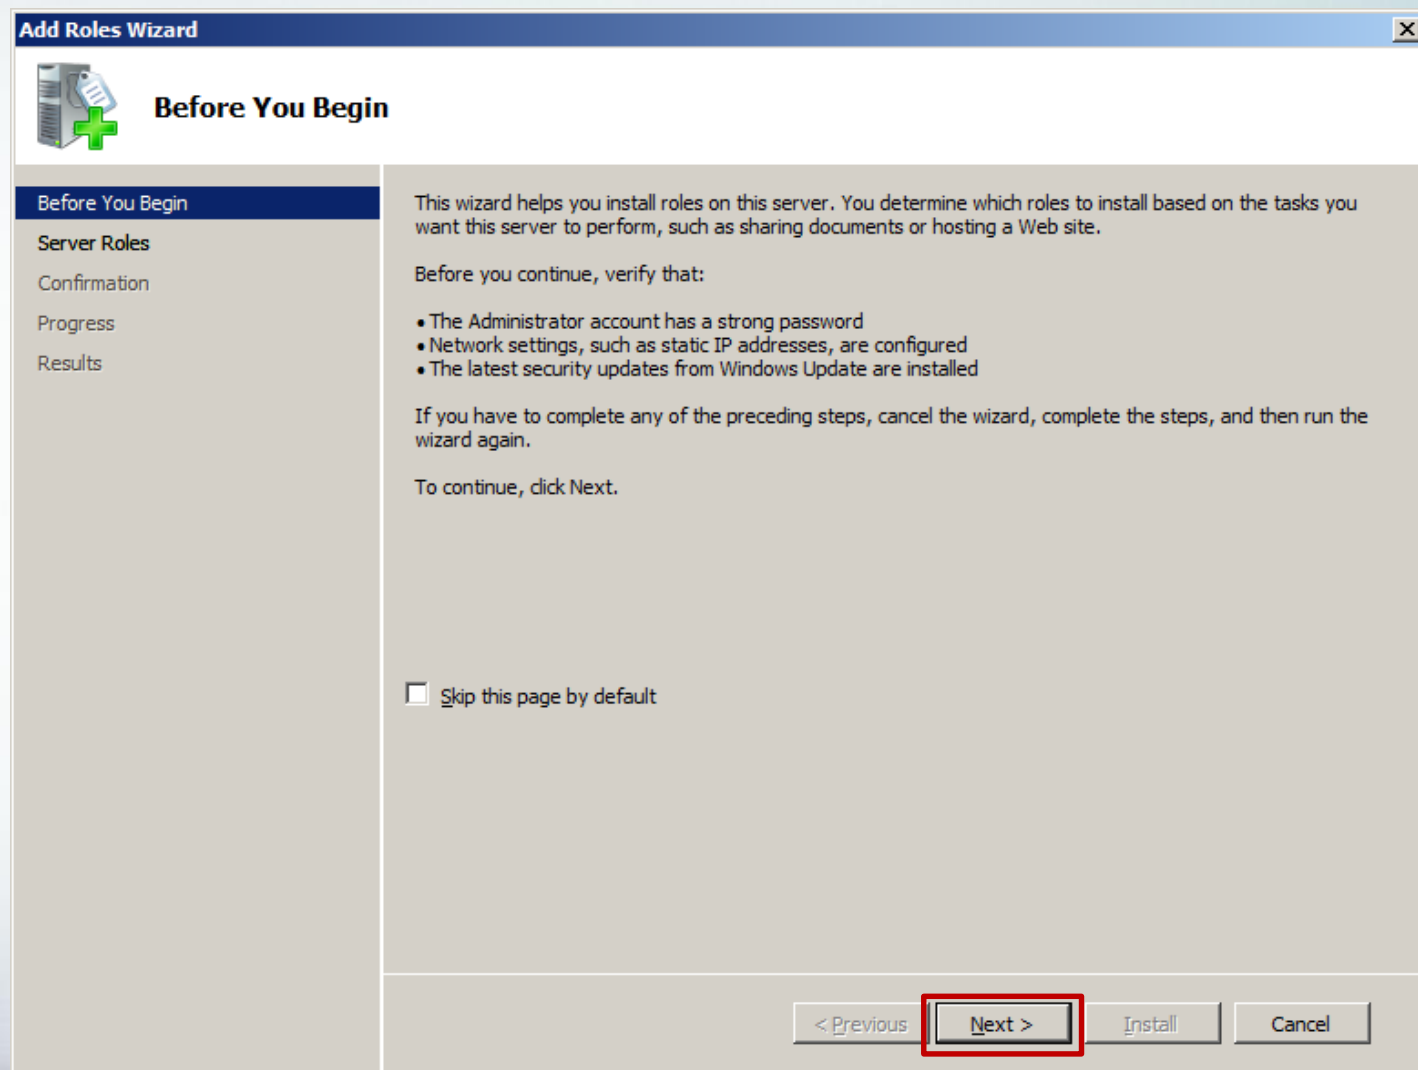 Add Roles Wizard
Before You Begin
Before You Begin
Server Roles
Confirmation
Progress
Results
This wizard helps you install roles on this server. You determine which roles to install based on the tasks you
want this server to perform, such as sharing documents or hosting a Web site.
Before you continue, verify that:
• The Administrator account has a strong password
• Network settings, such as static IP addresses, are configured
• The latest security updates from Windows Update are installed
If you have to complete any of the preceding steps, cancel the wizard, complete the steps, and then run the
wizard again.
To continue, click Next.
Skip this page by default
< Previous Next > Install Cancel